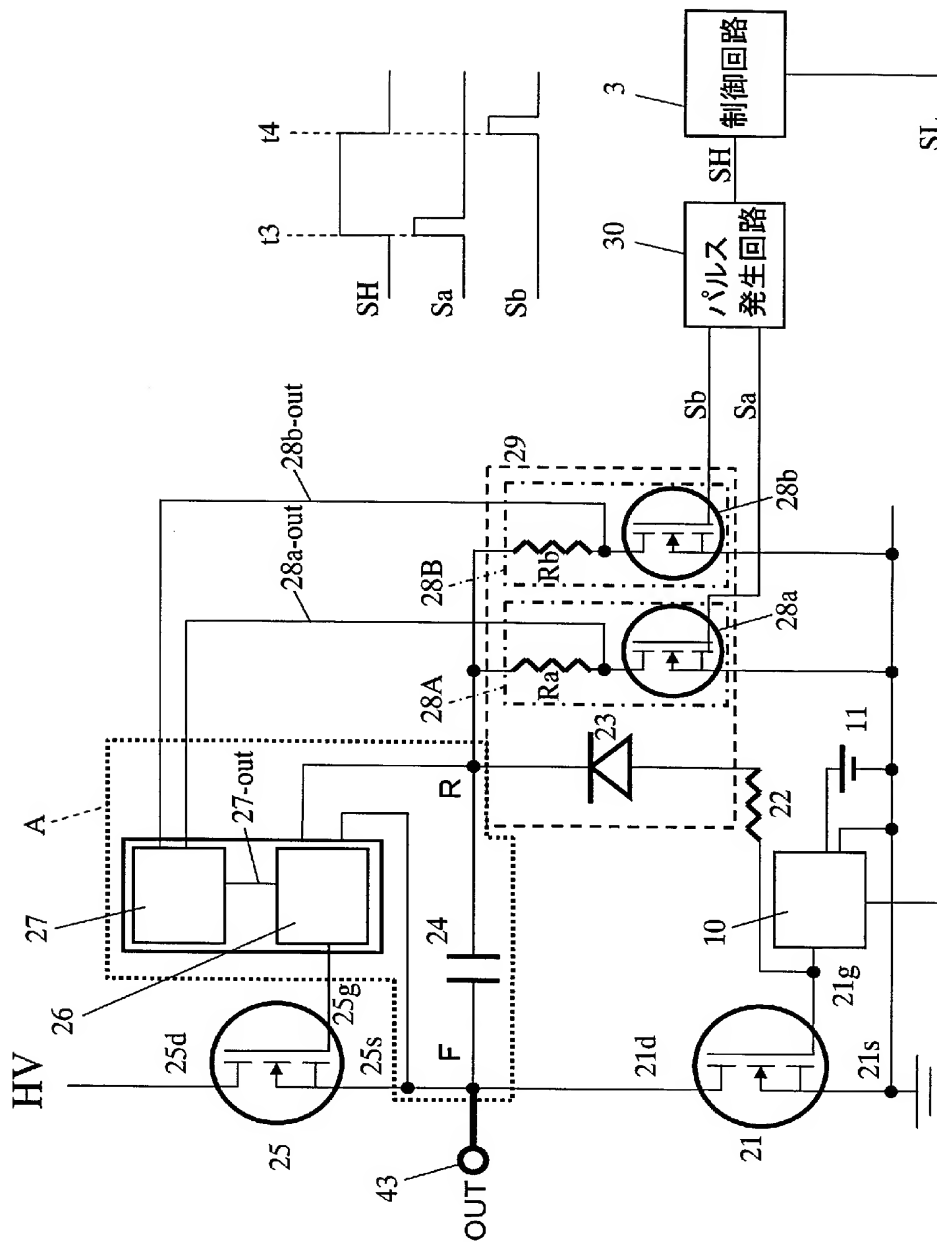 HV
A
28a-out
28b-out
t3
t4
SH
Sa
Sb
27
27-out
26
25d
25g
25s
25
24
F
R
43
OUT
28A
Ra
28B
Rb
29
28a
28b
Sb
Sa
パルス
発生回路
30
SH
制御回路
3
SL
23
22
11
10
21d
21g
21s
21